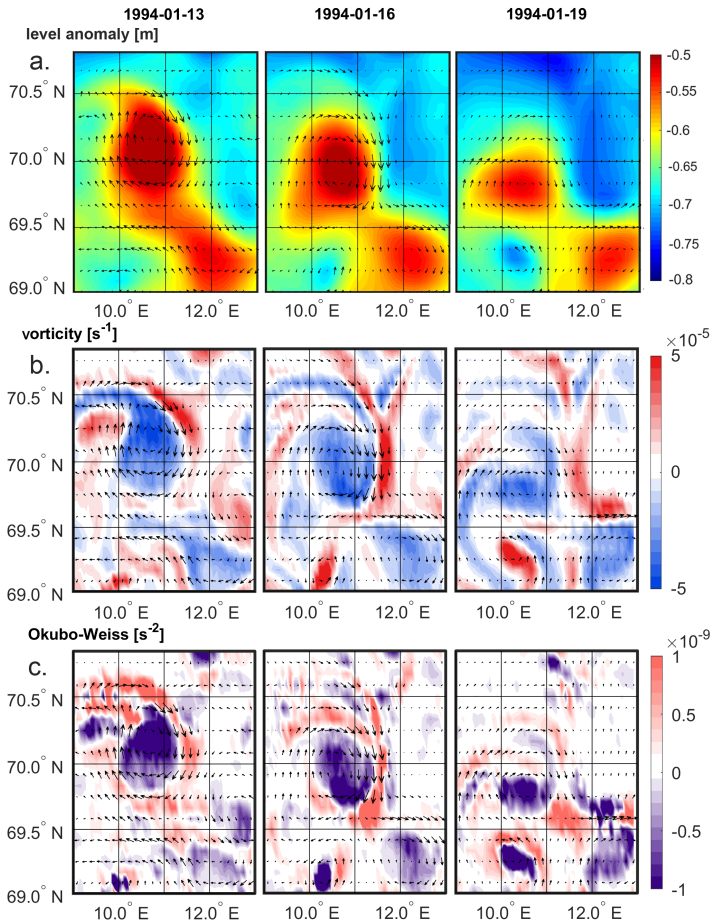 1994-01-13 1994-01-16 1994-01-19
level anomaly [m]
a.
70.5° N
70.0° N
69.5° N
69.0° N
10.0° E 12.0° E 10.0° E 12.0° E 10.0° E 12.0° E
-0.5
-0.55
-0.6
-0.65
-0.7
-0.75
-0.8
vorticity [s⁻¹]
b.
70.5° N
70.0° N
69.5° N
69.0° N
10.0° E 12.0° E 10.0° E 12.0° E 10.0° E 12.0° E
×10⁻⁵
5
0
-5
Okubo-Weiss [s⁻²]
c.
70.5° N
70.0° N
69.5° N
69.0° N
10.0° E 12.0° E 10.0° E 12.0° E 10.0° E 12.0° E
×10⁻⁹
1
0.5
0
-0.5
-1